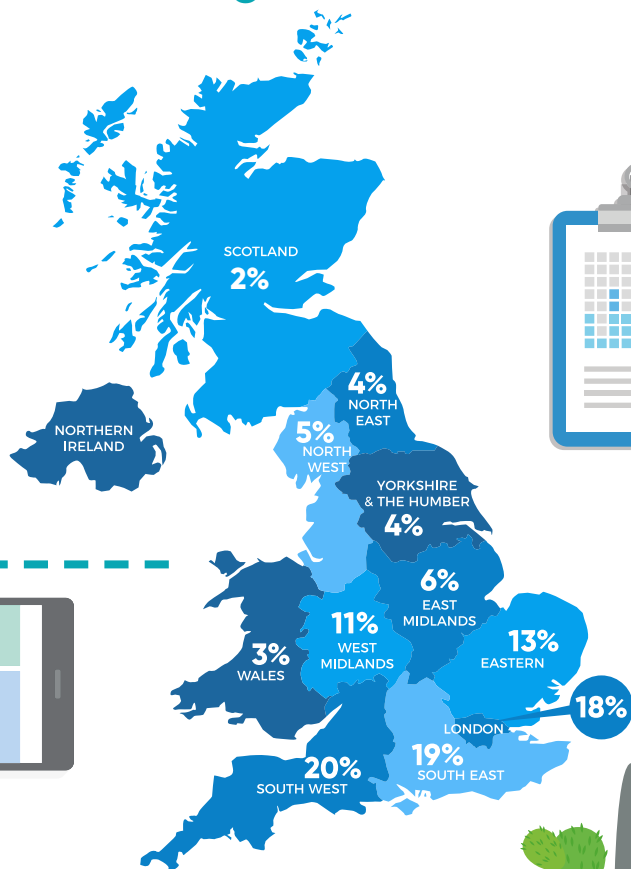 SCOTLAND
2%
4%
NORTH
EAST
NORTHERN
IRELAND
5%
NORTH
WEST
YORKSHIRE
& THE HUMBER
4%
6%
EAST
MIDLANDS
11%
WEST
MIDLANDS
13%
EASTERN
3%
WALES
18%
LONDON
19%
SOUTH EAST
20%
SOUTH WEST